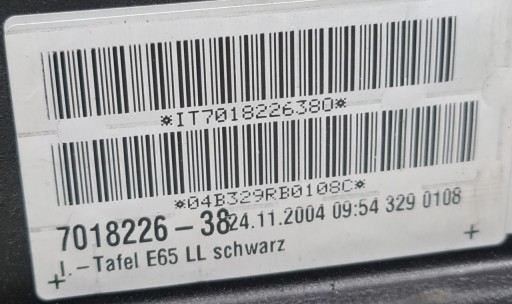 *IT7018226380*
*04B329RB0108C*
7018226-38 24.11.2004 09:54 329 0108
I.-Tafel E65 LL schwarz